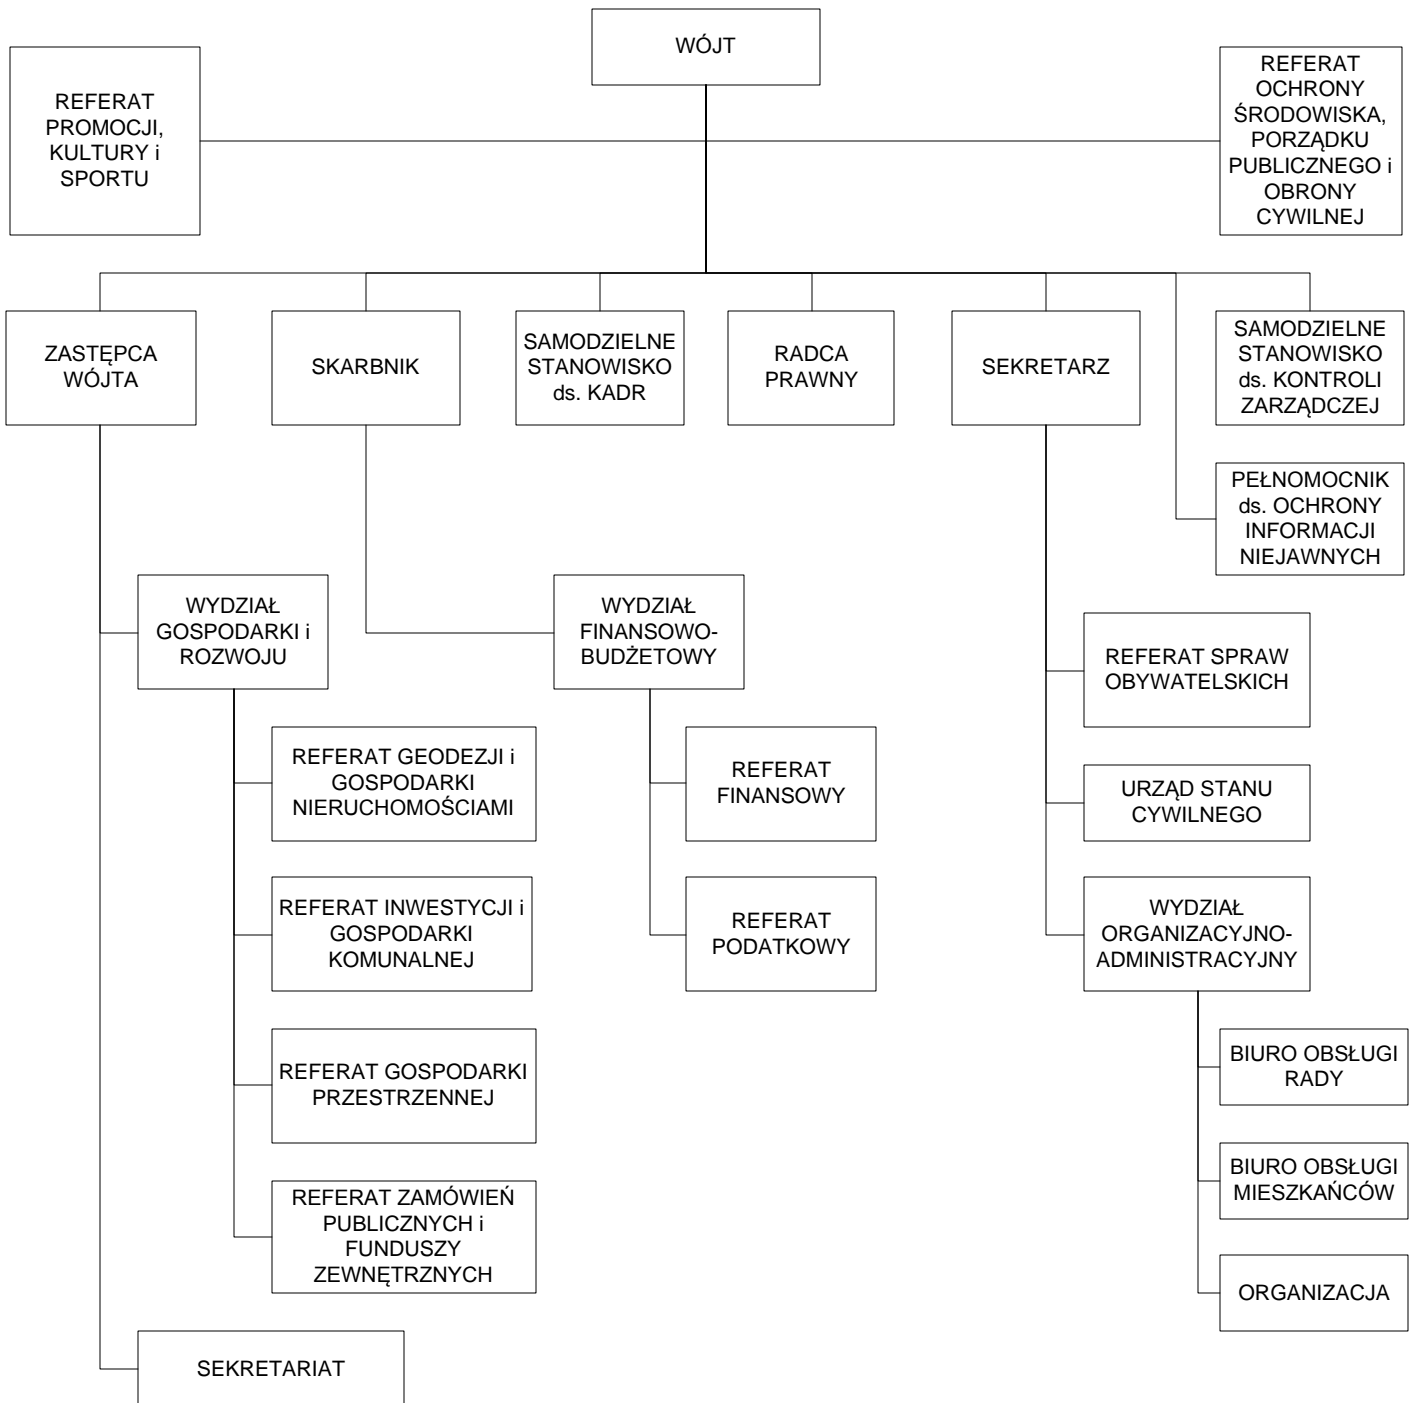 WÓJT
REFERAT
PROMOCJI,
KULTURY i
SPORTU
REFERAT
OCHRONY
ŚRODOWISKA,
PORZĄDKU
PUBLICZNEGO i
OBRONY
CYWILNEJ
ZASTĘPCA
WÓJTA
SKARBNIK
SAMODZIELNE
STANOWISKO
ds. KADR
RADCA
PRAWNY
SEKRETARZ
SAMODZIELNE
STANOWISKO
ds. KONTROLI
ZARZĄDCZEJ
PEŁNOMOCNIK
ds. OCHRONY
INFORMACJI
NIEJAWNYCH
WYDZIAŁ
GOSPODARKI i
ROZWOJU
WYDZIAŁ
FINANSOWO-
BUDŻETOWY
REFERAT SPRAW
OBYWATELSKICH
REFERAT GEODEZJI i
GOSPODARKI
NIERUCHOMOŚCIAMI
REFERAT
FINANSOWY
URZĄD STANU
CYWILNEGO
REFERAT INWESTYCJI i
GOSPODARKI
KOMUNALNEJ
REFERAT
PODATKOWY
WYDZIAŁ
ORGANIZACYJNO-
ADMINISTRACYJNY
REFERAT GOSPODARKI
PRZESTRZENNEJ
BIURO OBSŁUGI
RADY
BIURO OBSŁUGI
MIESZKAŃCÓW
REFERAT ZAMÓWIEŃ
PUBLICZNYCH i
FUNDUSZY
ZEWNĘTRZNYCH
ORGANIZACJA
SEKRETARIAT